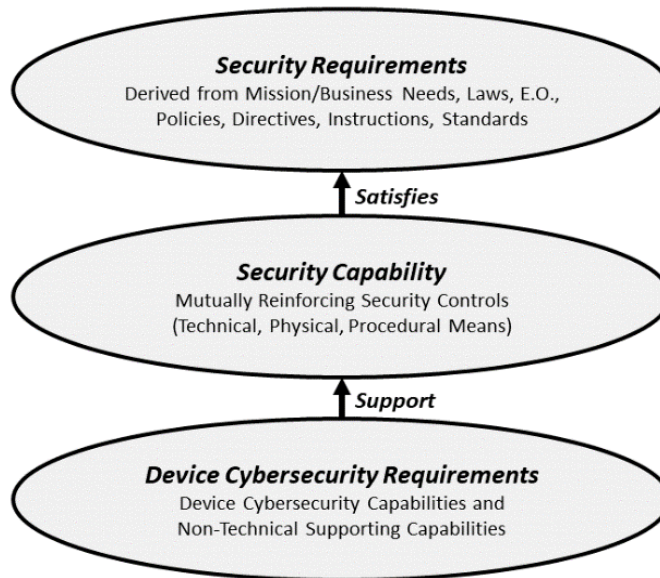 Security Requirements
Derived from Mission/Business Needs, Laws, E.O.,
Policies, Directives, Instructions, Standards
Satisfies
Security Capability
Mutually Reinforcing Security Controls
(Technical, Physical, Procedural Means)
Support
Device Cybersecurity Requirements
Device Cybersecurity Capabilities and
Non-Technical Supporting Capabilities